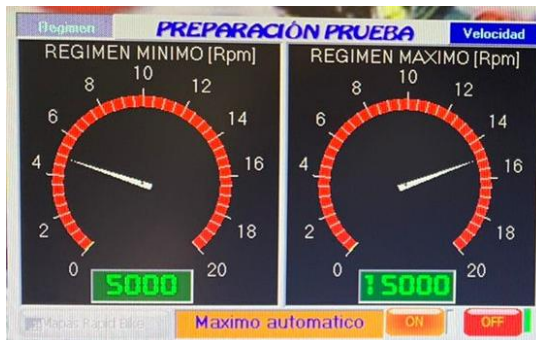 Regimen
PREPARACIÓN PRUEBA
Velocidad
REGIMEN MINIMO [Rpm]
0
2
4
6
8
10
12
14
16
18
20
5000
REGIMEN MAXIMO [Rpm]
0
2
4
6
8
10
12
14
16
18
20
15000
Mapas Rapid Bike
Maximo automatico
ON
OFF